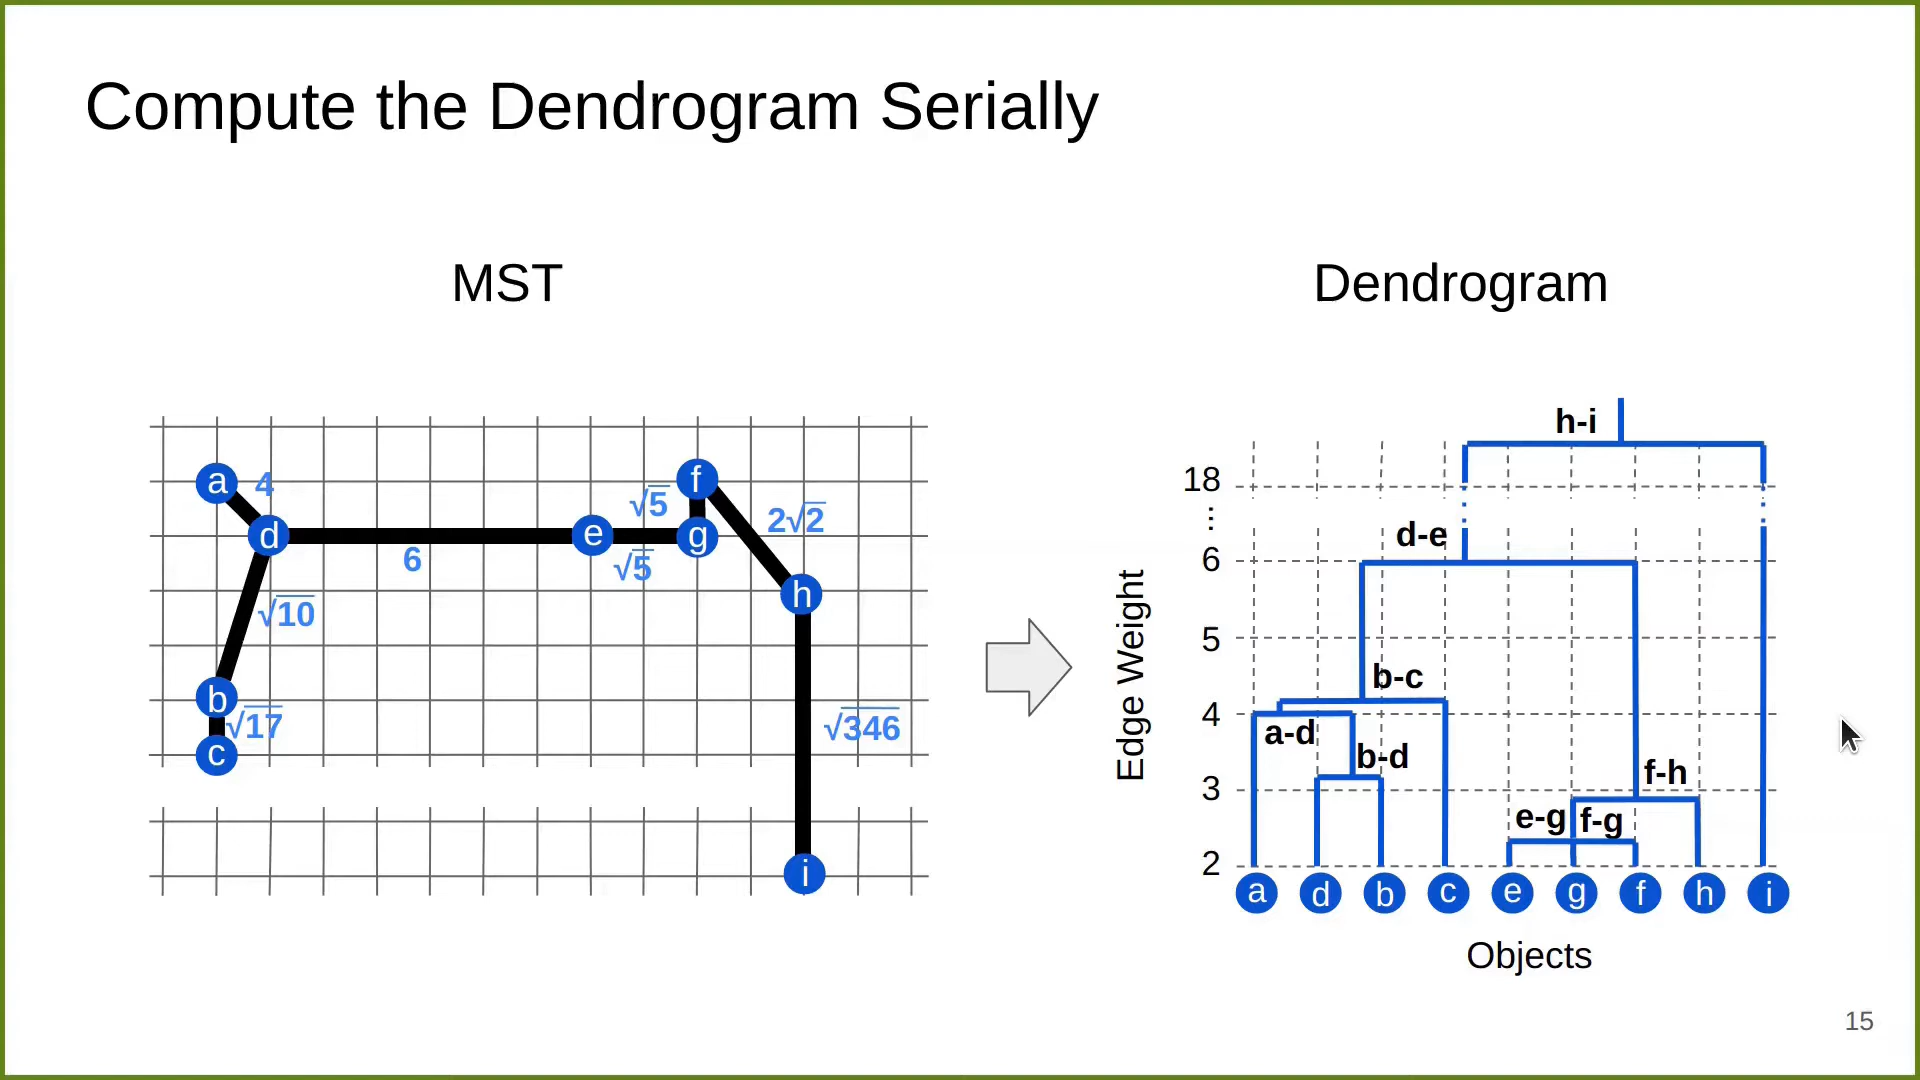 Compute the Dendrogram Serially
MST
Dendrogram
a
4
d
6
e
√5
√5
f
g
2√2
h
√10
b
√17
c
√346
i
Edge Weight
18
⋮
6
5
4
3
2
h-i
d-e
b-c
a-d
b-d
f-h
e-g
f-g
a d b c e g f h i
Objects
15